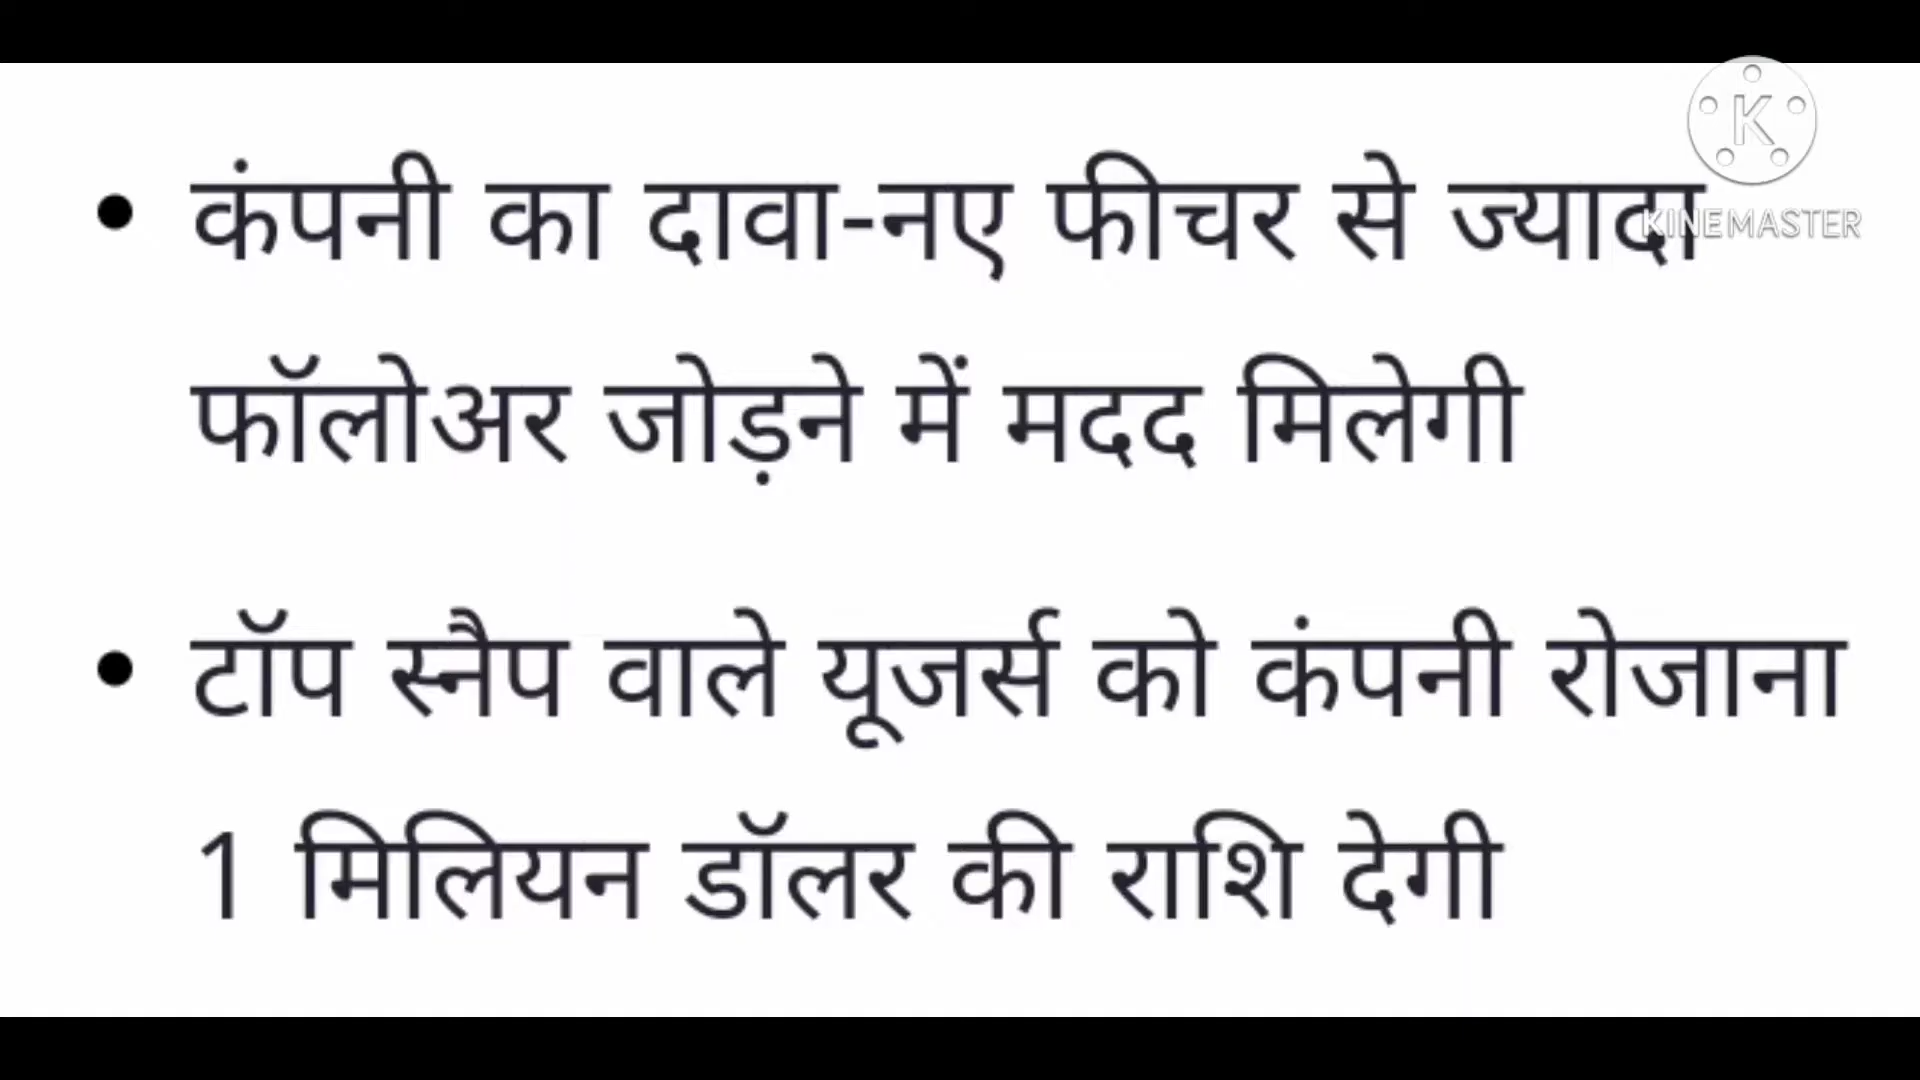 • कंपनी का दावा-नए फीचर से ज्यादा
फॉलोअर जोड़ने में मदद मिलेगी
• टॉप स्नैप वाले यूजर्स को कंपनी रोजाना
1 मिलियन डॉलर की राशि देगी
K
KINEMASTER